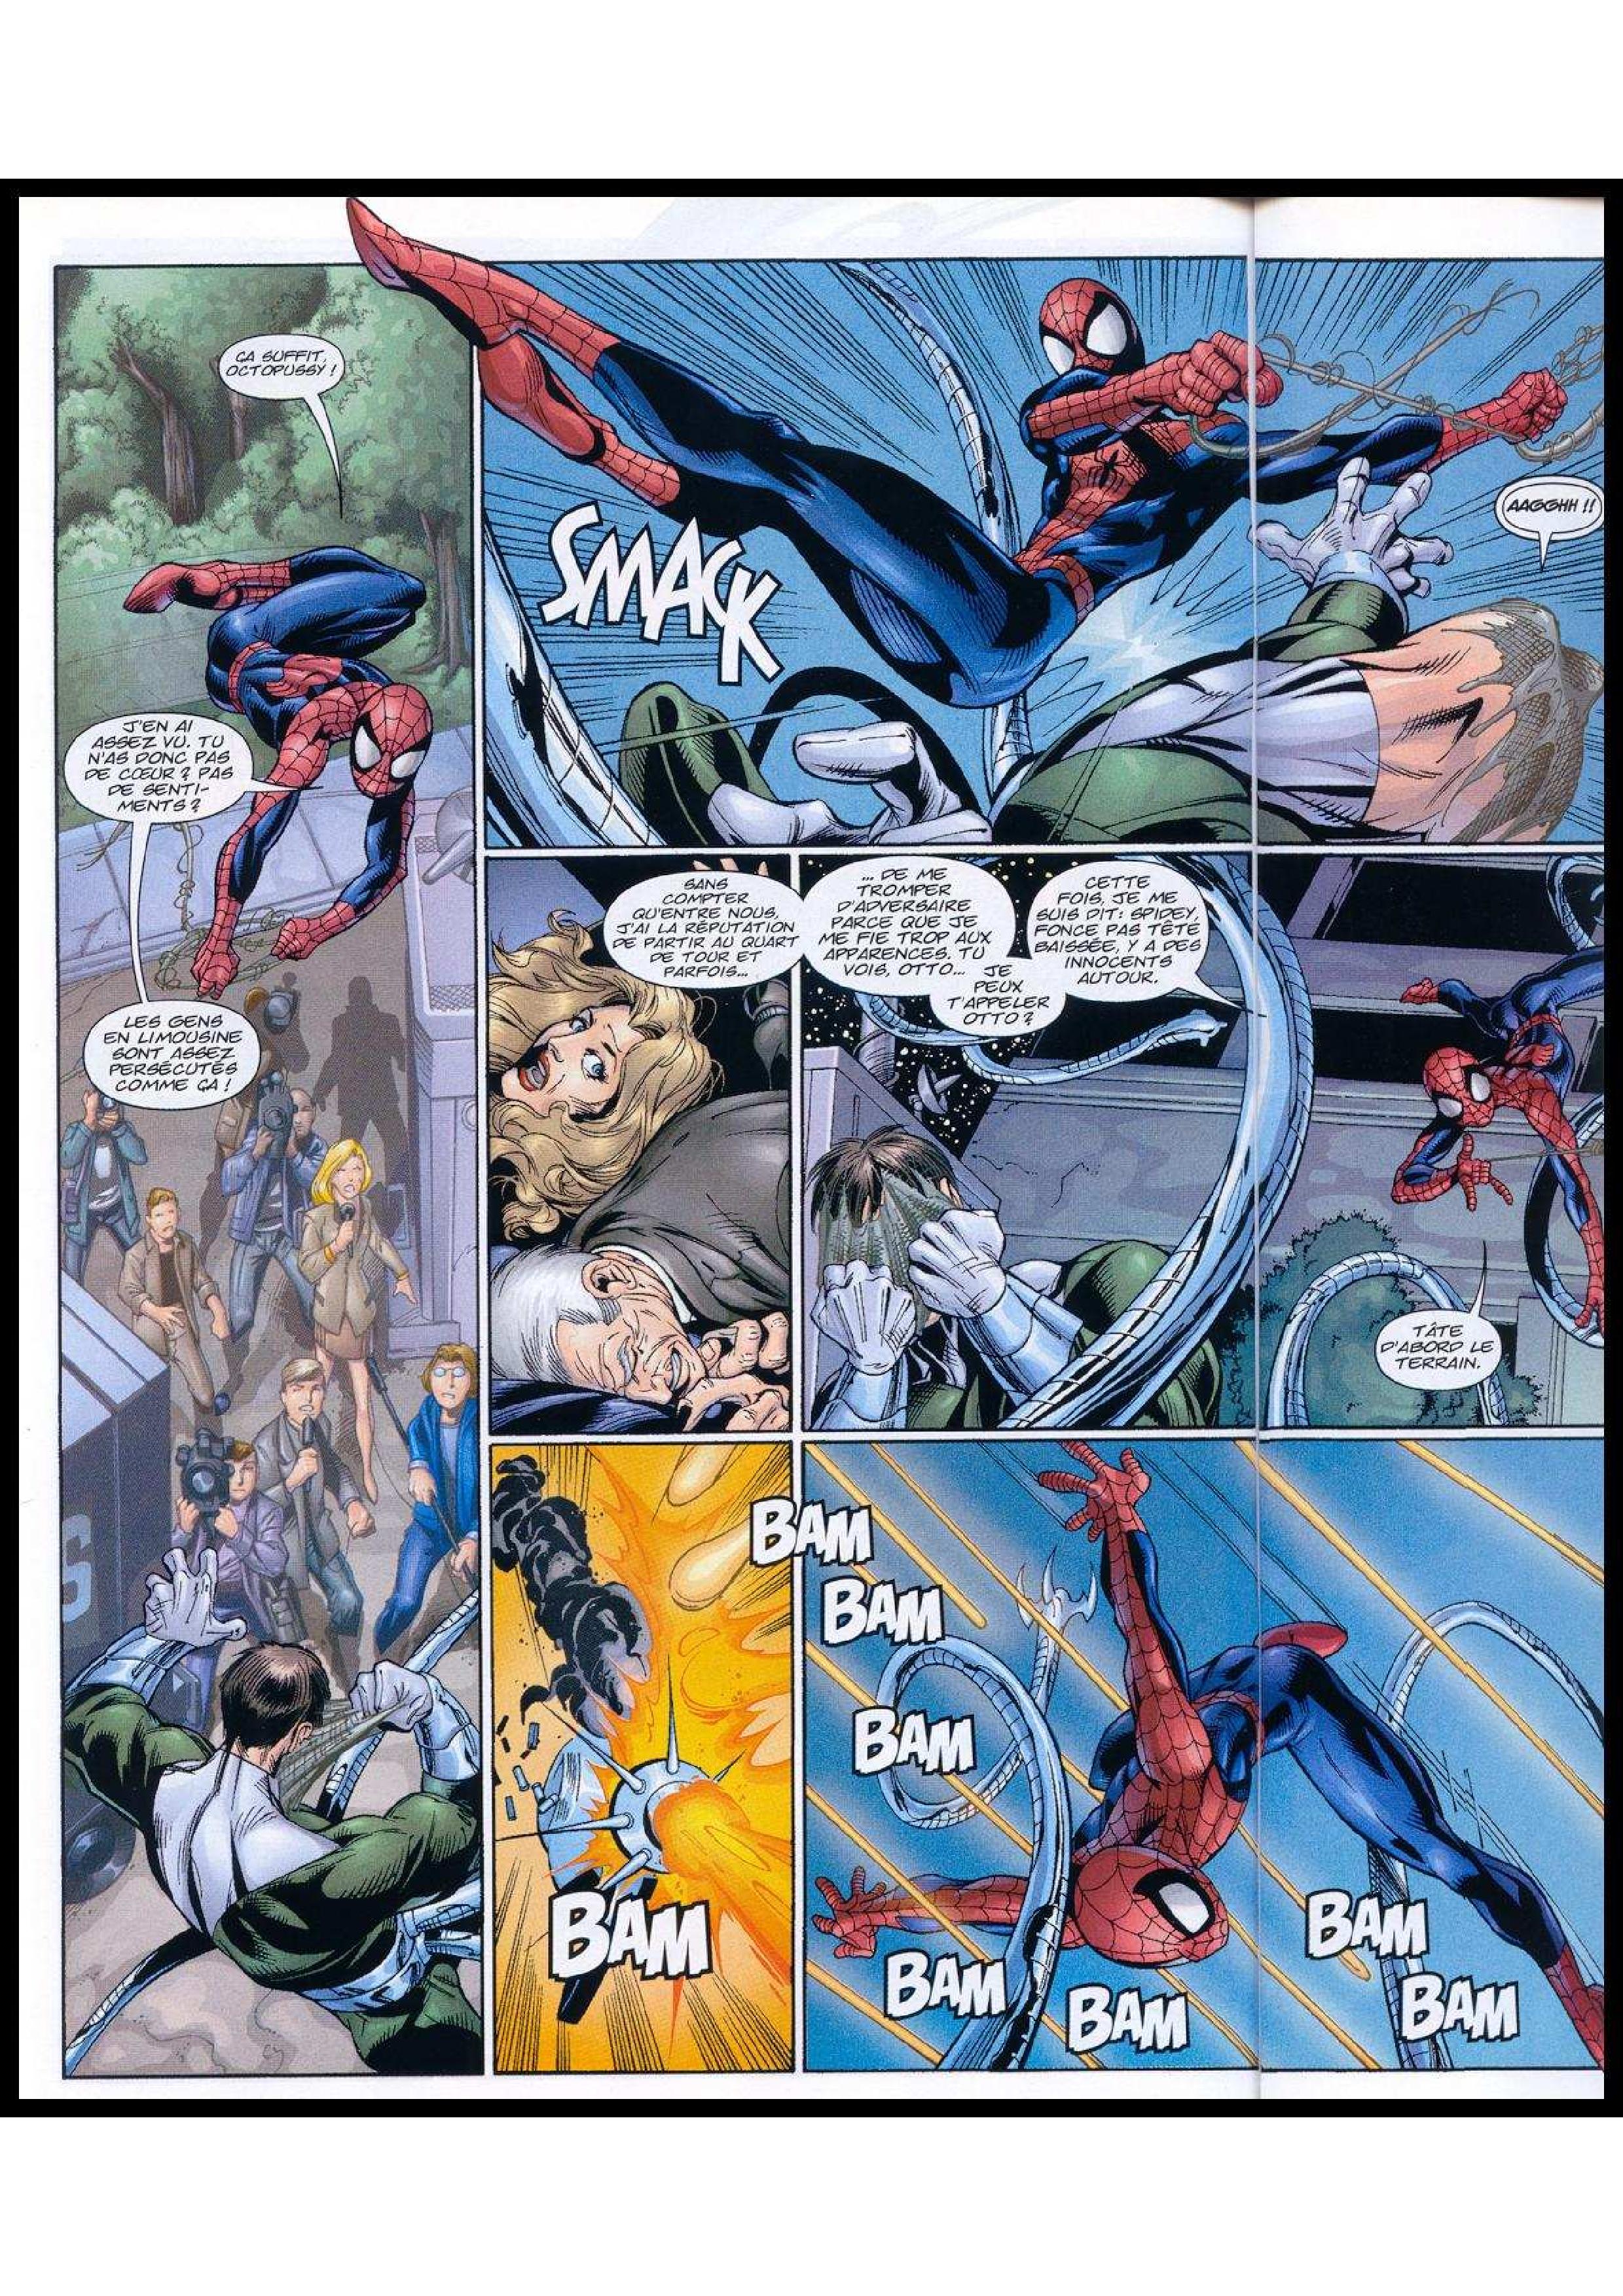 ÇA SUFFIT,
OCTOPUSSY !
J'EN AI
ASSEZ VU. TU
N'AS DONC PAS
DE CŒUR ? PAS
DE SENTI-
MENTS ?
LES GENS
EN LIMOUSINE
SONT ASSEZ
PERSÉCUTÉS
COMME ÇA !
SMACK
AAGGHH !!
SANS
COMPTER
QU'ENTRE NOUS,
J'AI LA RÉPUTATION
DE PARTIR AU QUART
DE TOUR ET
PARFOIS...
... DE ME
TROMPER
D'ADVERSAIRE
PARCE QUE JE
ME FIE TROP AUX
APPARENCES. TU
VOIS, OTTO...
JE
PEUX
T'APPELER
OTTO ?
CETTE
FOIS, JE ME
SUIS DIT : SPIDEY,
FONCE PAS TÊTE
BAISSÉE, Y A DES
INNOCENTS
AUTOUR.
TÂTE
D'ABORD LE
TERRAIN.
S
BAM
BAM
BAM
BAM
BAM
BAM
BAM
BAM